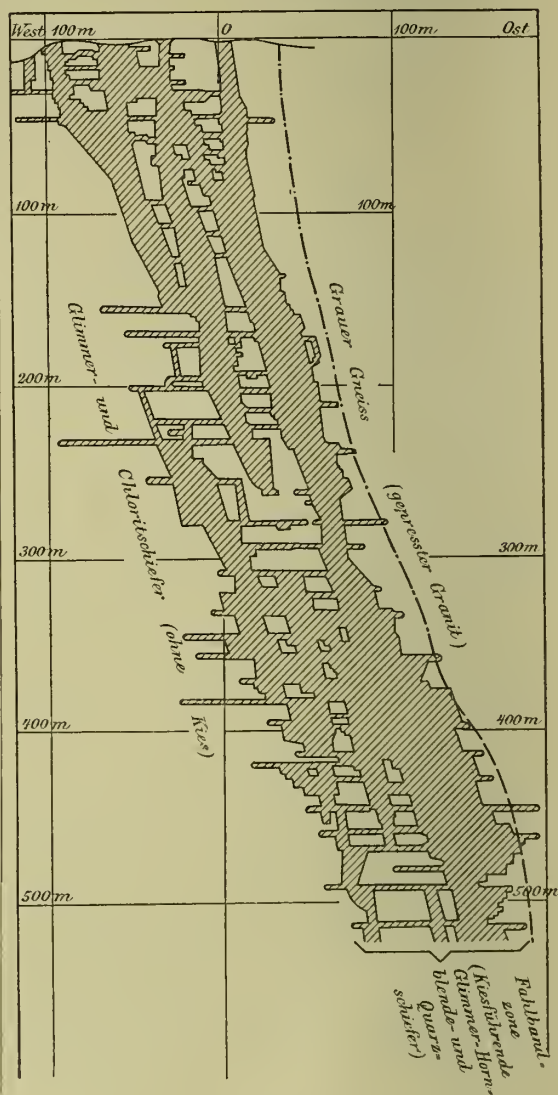 West 100m 0 100m Ost
100m 100m
200m
300m 300m
400m 400m
500m 500m
Glimmer- und Chloritschiefer (ohne Kies)
Grauer Gneiss (gepresster Granit)
Fahlband-
zone
(Kiesführende
Glimmer-Horn-
blende- und
Quarz-
schiefer)